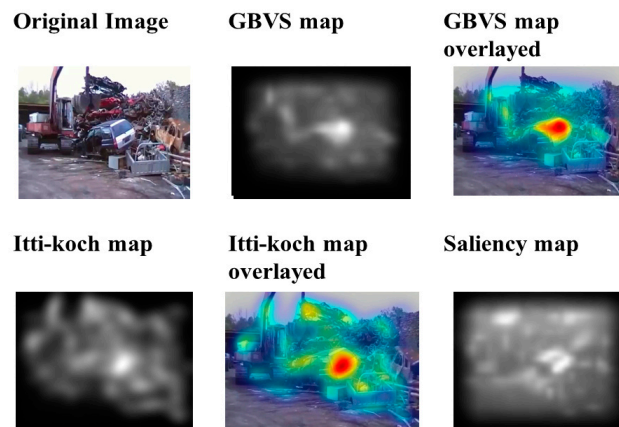 Original Image
GBVS map
GBVS map
overlayed
Itti-koch map
Itti-koch map
overlayed
Saliency map